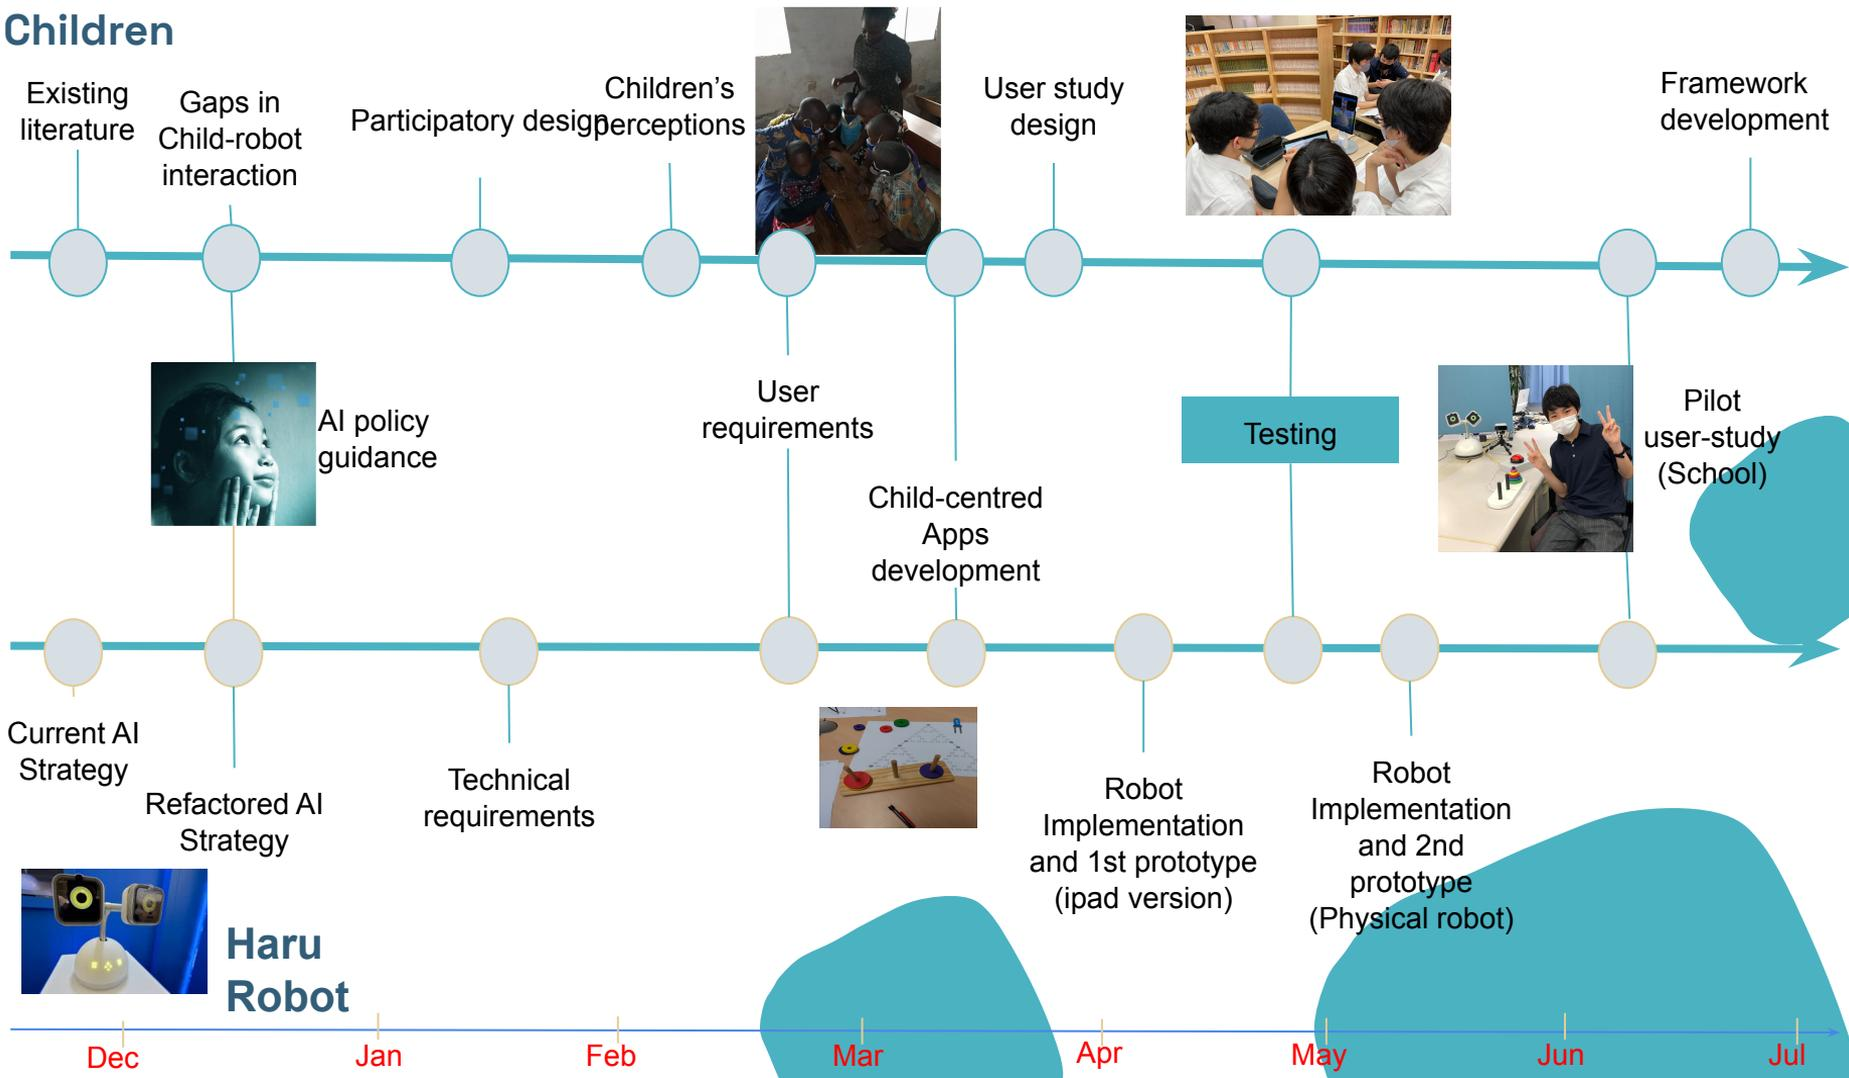 Children
Existing
literature
Gaps in
Child-robot
interaction
Participatory design
Children’s
perceptions
User study
design
Framework
development
AI policy
guidance
User
requirements
Child-centred
Apps
development
Testing
Pilot
user-study
(School)
Current AI
Strategy
Refactored AI
Strategy
Technical
requirements
Robot
Implementation
and 1st prototype
(ipad version)
Robot
Implementation
and 2nd
prototype
(Physical robot)
Haru
Robot
Dec
Jan
Feb
Mar
Apr
May
Jun
Jul